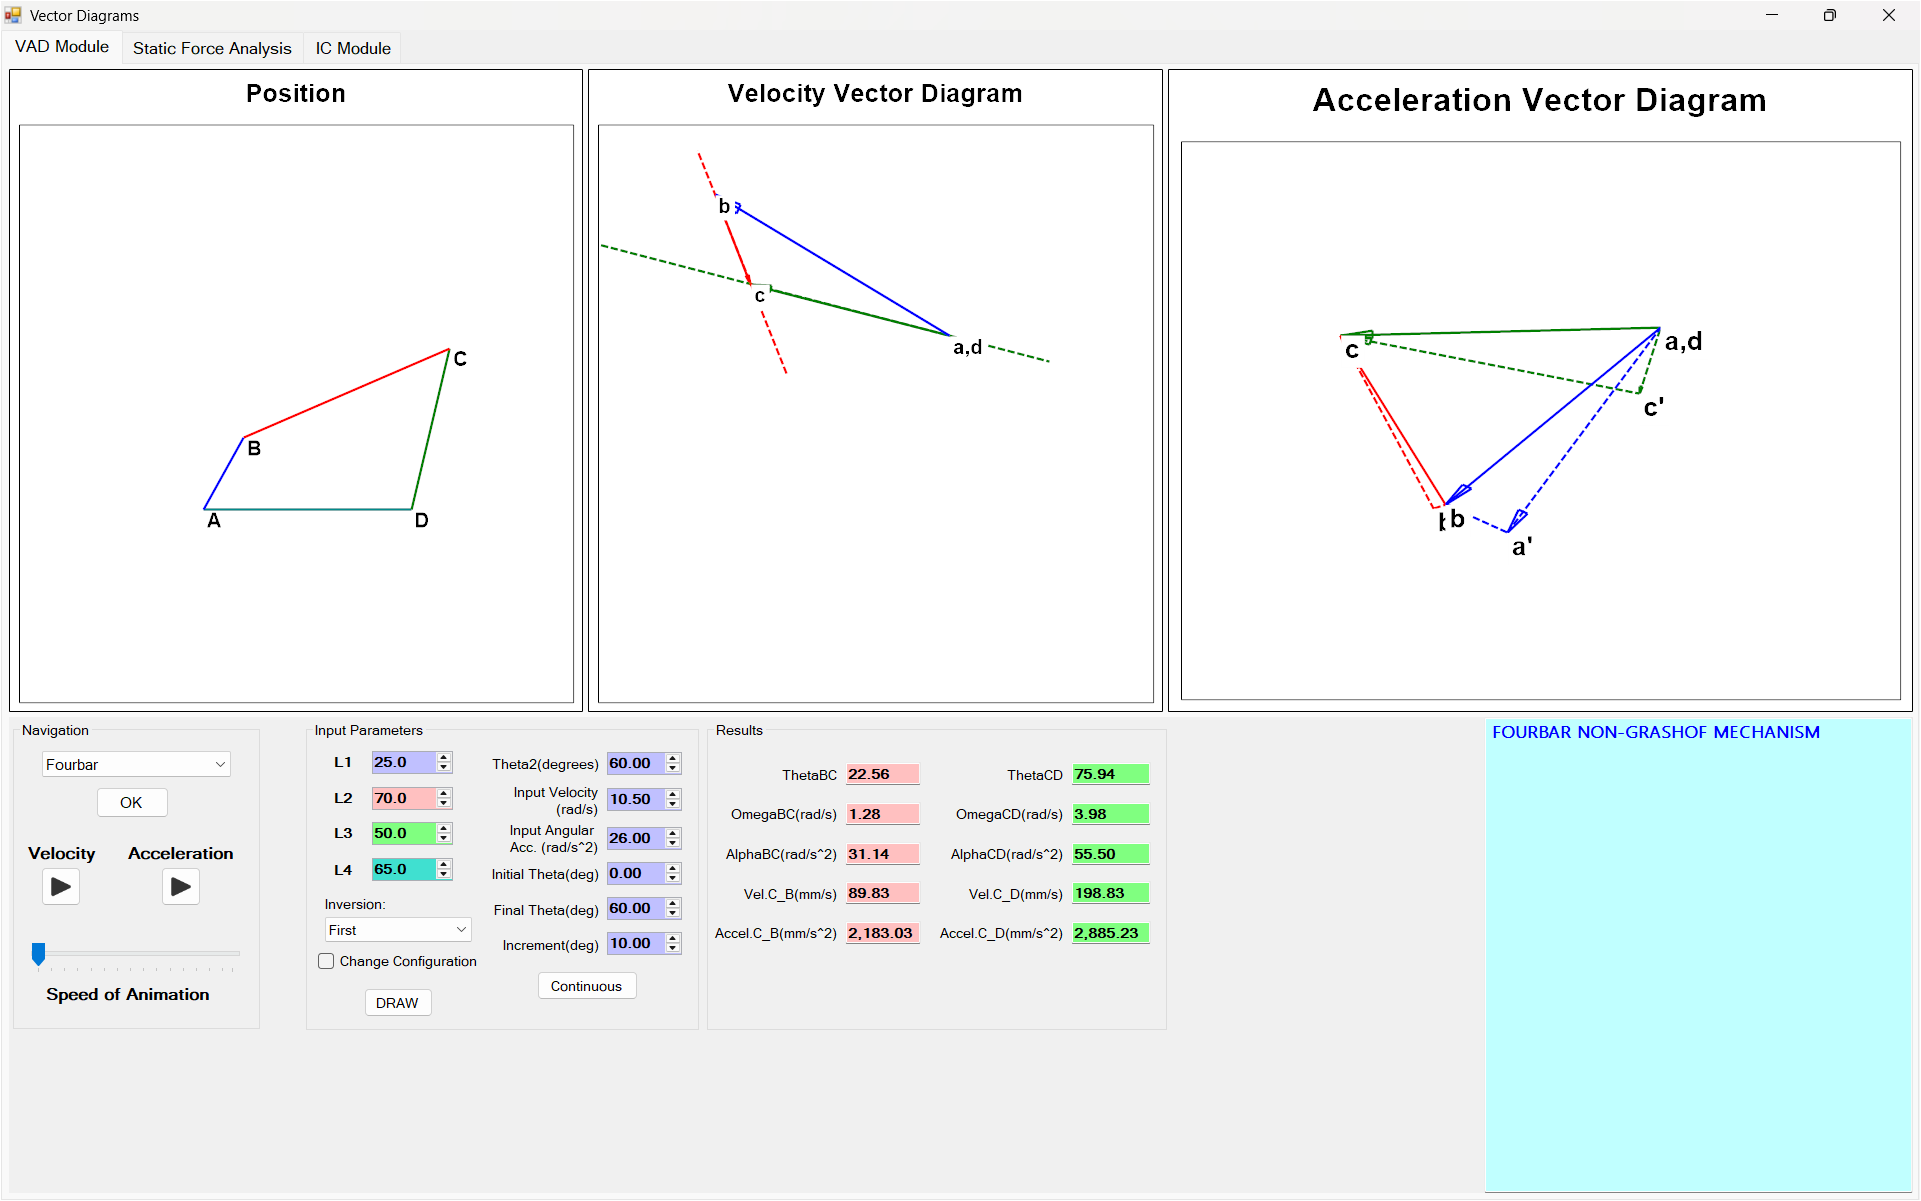 Vector Diagrams
VAD Module
Static Force Analysis
IC Module
Position
Velocity Vector Diagram
Acceleration Vector Diagram
A
B
C
D
b
c
a,d
c
a,d
c'
b
a'
Navigation
Fourbar
OK
Velocity
Acceleration
Speed of Animation
Input Parameters
L1 25.0
L2 70.0
L3 50.0
L4 65.0
Inversion:
First
Change Configuration
DRAW
Theta2(degrees) 60.00
Input Velocity
(rad/s) 10.50
Input Angular
Acc. (rad/s^2) 26.00
Initial Theta(deg) 0.00
Final Theta(deg) 60.00
Increment(deg) 10.00
Continuous
Results
ThetaBC 22.56 ThetaCD 75.94
OmegaBC(rad/s) 1.28 OmegaCD(rad/s) 3.98
AlphaBC(rad/s^2) 31.14 AlphaCD(rad/s^2) 55.50
Vel.C_B(mm/s) 89.83 Vel.C_D(mm/s) 198.83
Accel.C_B(mm/s^2) 2,183.03 Accel.C_D(mm/s^2) 2,885.23
FOURBAR NON-GRASHOF MECHANISM